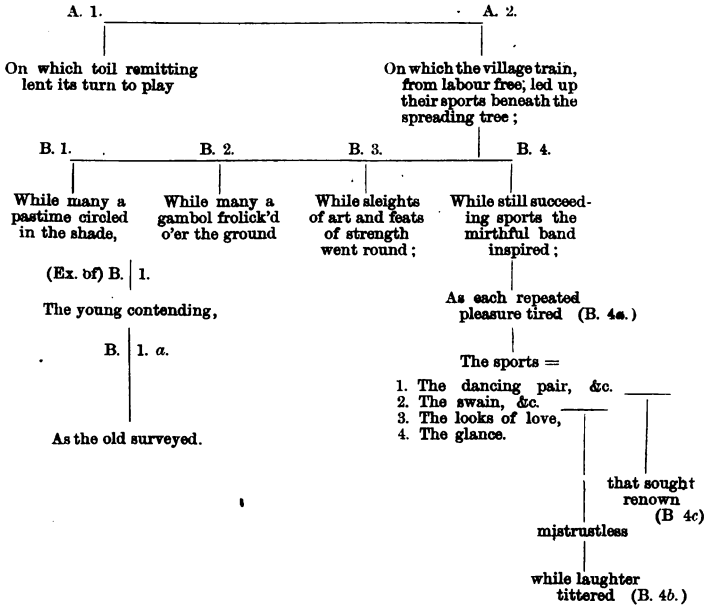 A. 1.
A. 2.
On which toil remitting
lent its turn to play
On which the village train,
from labour free; led up
their sports beneath the
spreading tree;
B. 1.
B. 2.
B. 3.
B. 4.
While many a
pastime circled
in the shade,
While many a
gambol frolick'd
o'er the ground
While sleights
of art and feats
of strength
went round;
While still succeed-
ing sports the
mirthful band
inspired;
(Ex. of) B. 1.
The young contending,
B. 1. a.
As the old surveyed.
As each repeated
pleasure tired (B. 4a.)
The sports =
1. The dancing pair, &c.
2. The swain, &c.
3. The looks of love,
4. The glance.
that sought
renown
(B 4c)
mistrustless
while laughter
tittered (B. 4b.)